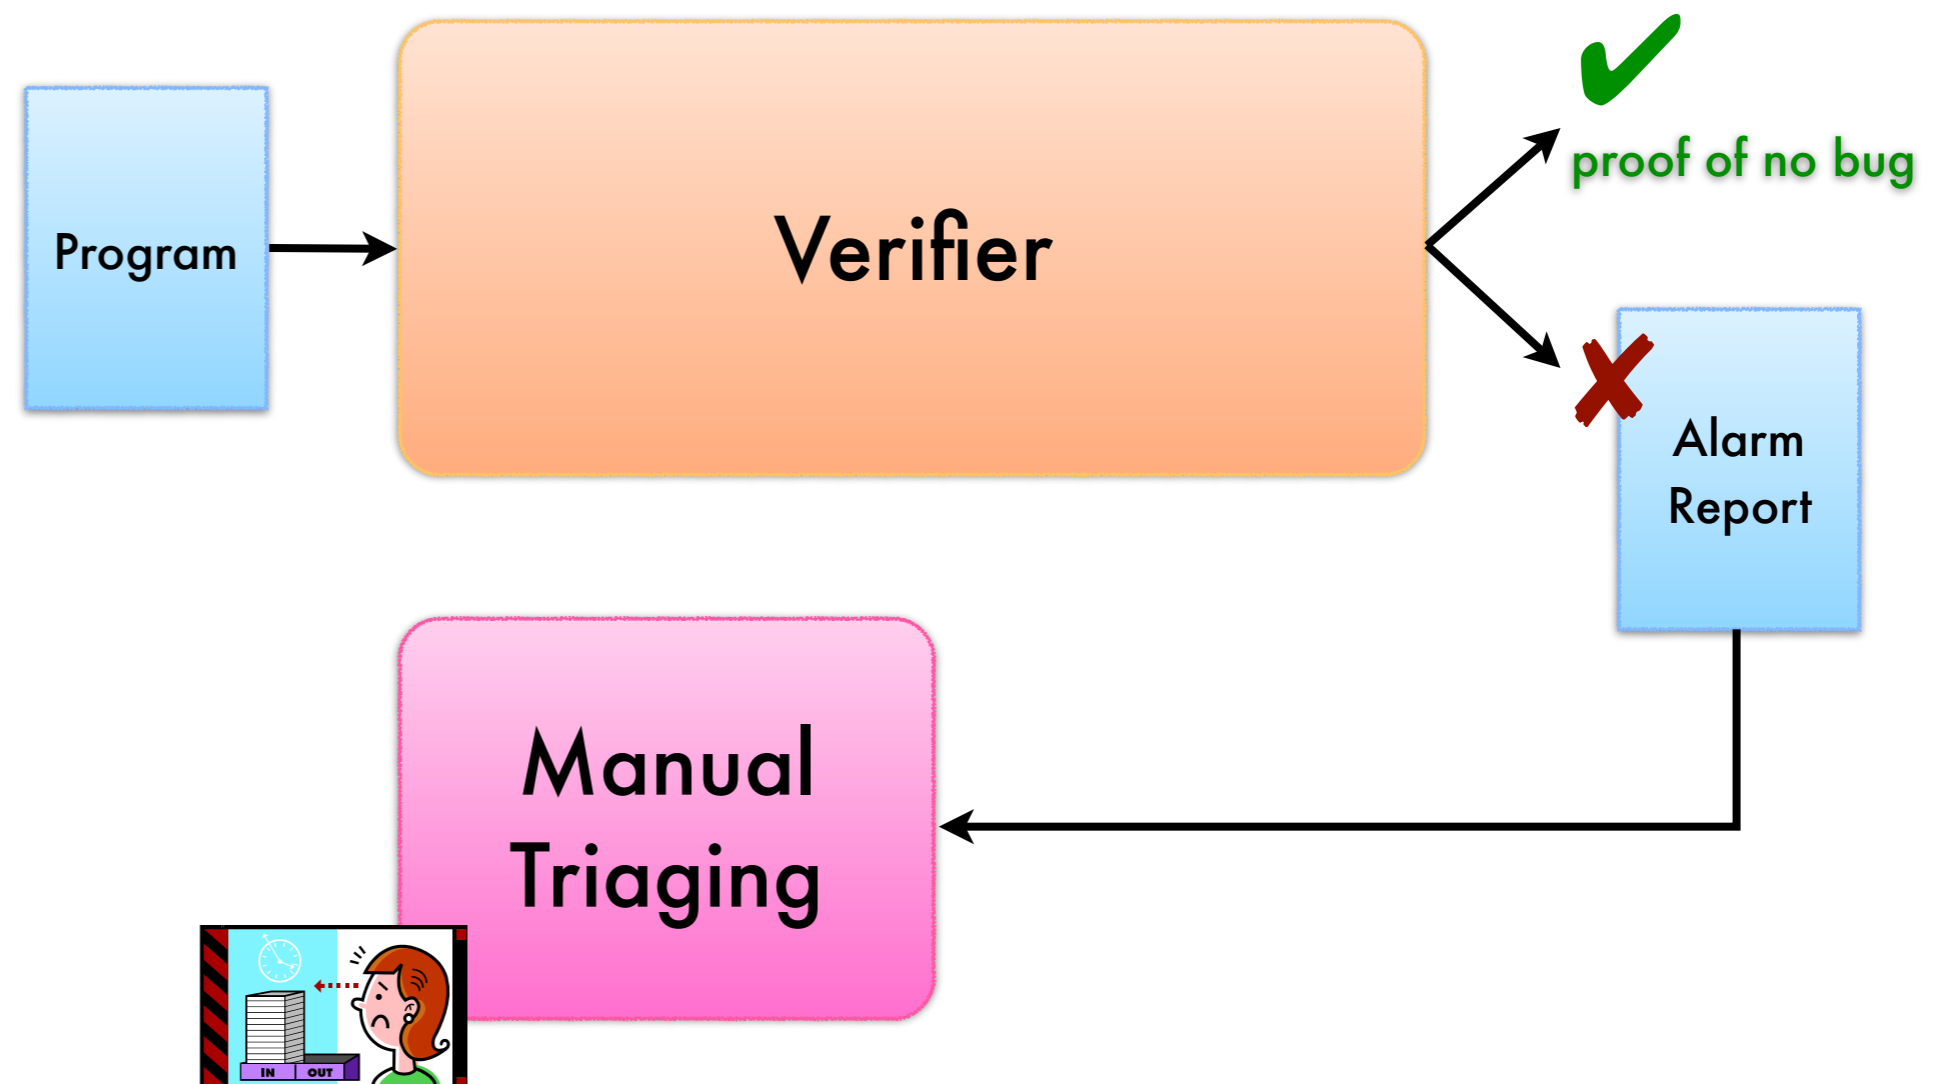 Program
Verifier
proof of no bug
Alarm
Report
Manual
Triaging
IN OUT